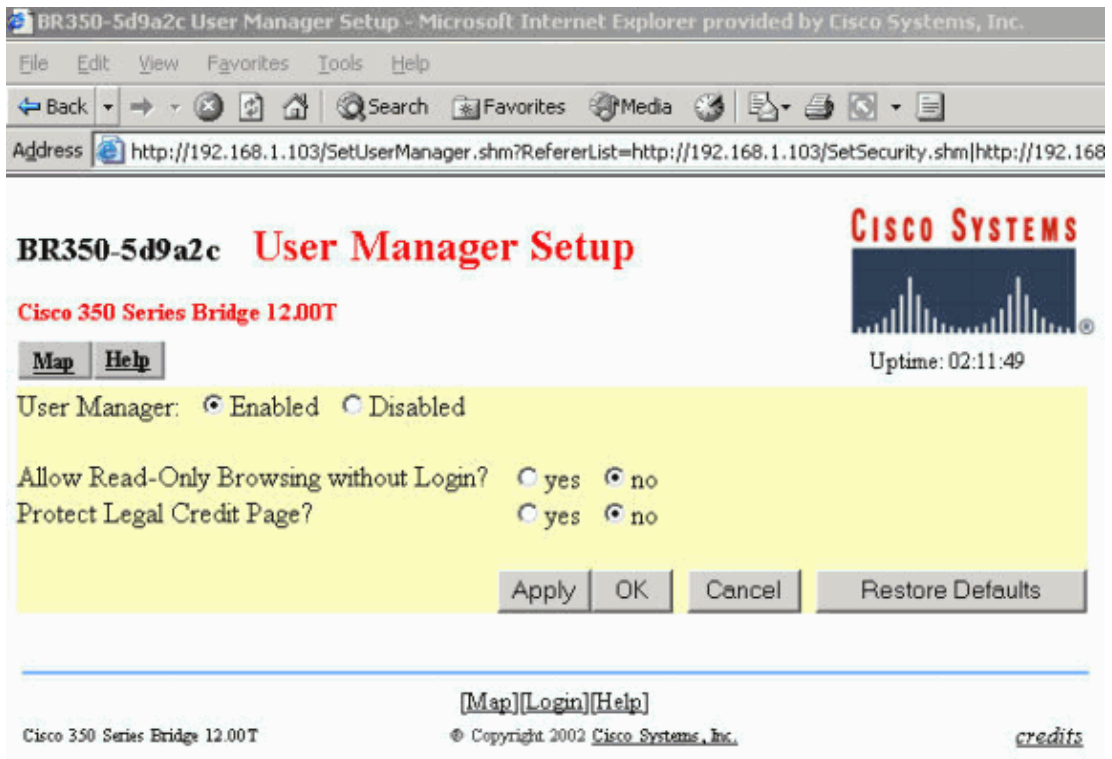 BR350-5d9a2c User Manager Setup - Microsoft Internet Explorer provided by Cisco Systems, Inc.
File Edit View Favorites Tools Help
Back Search Favorites Media
Address http://192.168.1.103/SetUserManager.shm?RefererList=http://192.168.1.103/SetSecurity.shm|http://192.168
BR350-5d9a2c User Manager Setup
CISCO SYSTEMS
®
Cisco 350 Series Bridge 12.00T
Map Help
Uptime: 02:11:49
User Manager: Enabled Disabled
Allow Read-Only Browsing without Login? yes no
Protect Legal Credit Page? yes no
Apply OK Cancel Restore Defaults
[Map][Login][Help]
Cisco 350 Series Bridge 12.00T © Copyright 2002 Cisco Systems, Inc. credits